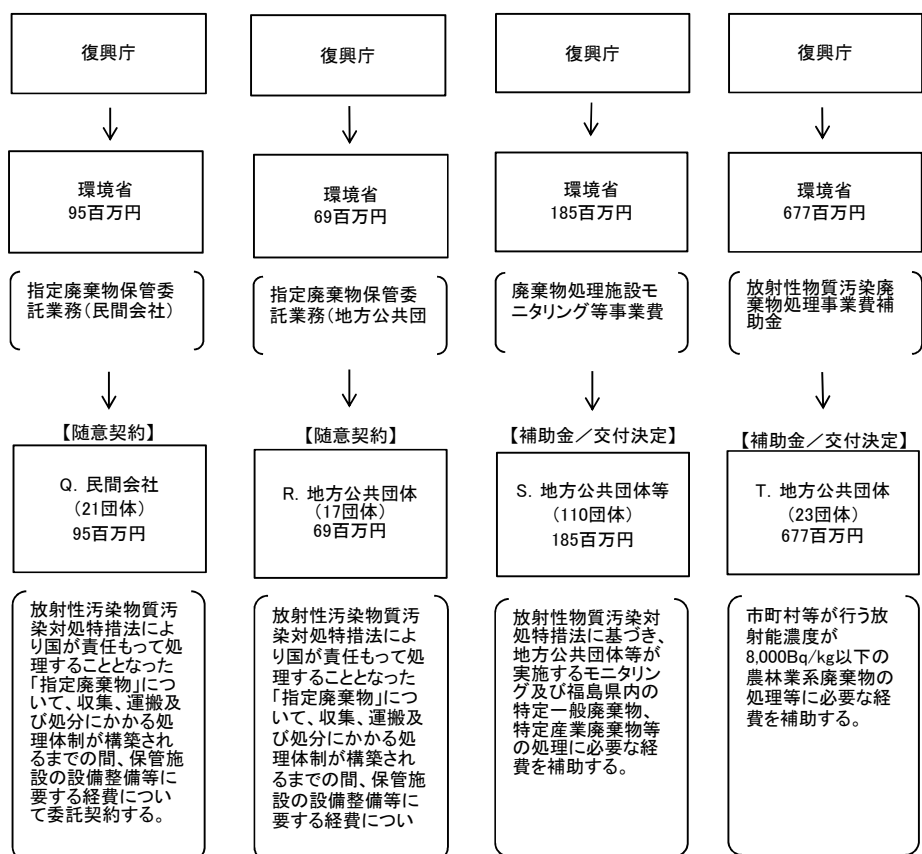 復興庁
環境省
95百万円
指定廃棄物保管委
託業務(民間会社)
【随意契約】
Q. 民間会社
(21団体)
95百万円
放射性汚染物質汚
染対処特措法によ
り国が責任もって処
理することとなった
「指定廃棄物」につ
いて、収集、運搬及
び処分にかかる処
理体制が構築され
るまでの間、保管施
設の設備整備等に
要する経費につい
て委託契約する。
復興庁
環境省
69百万円
指定廃棄物保管委
託業務(地方公共団
【随意契約】
R. 地方公共団体
(17団体)
69百万円
放射性汚染物質汚
染対処特措法によ
り国が責任もって処
理することとなった
「指定廃棄物」につ
いて、収集、運搬及
び処分にかかる処
理体制が構築され
るまでの間、保管施
設の設備整備等に
要する経費につい
復興庁
環境省
185百万円
廃棄物処理施設モ
ニタリング等事業費
【補助金/交付決定】
S. 地方公共団体等
(110団体)
185百万円
放射性物質汚染対
処特措法に基づき、
地方公共団体等が
実施するモニタリン
グ及び福島県内の
特定一般廃棄物、
特定産業廃棄物等
の処理に必要な経
費を補助する。
復興庁
環境省
677百万円
放射性物質汚染廃
棄物処理事業費補
助金
【補助金/交付決定】
T. 地方公共団体
(23団体)
677百万円
市町村等が行う放
射能濃度が
8,000Bq/kg以下の
農林業系廃棄物の
処理等に必要な経
費を補助する。